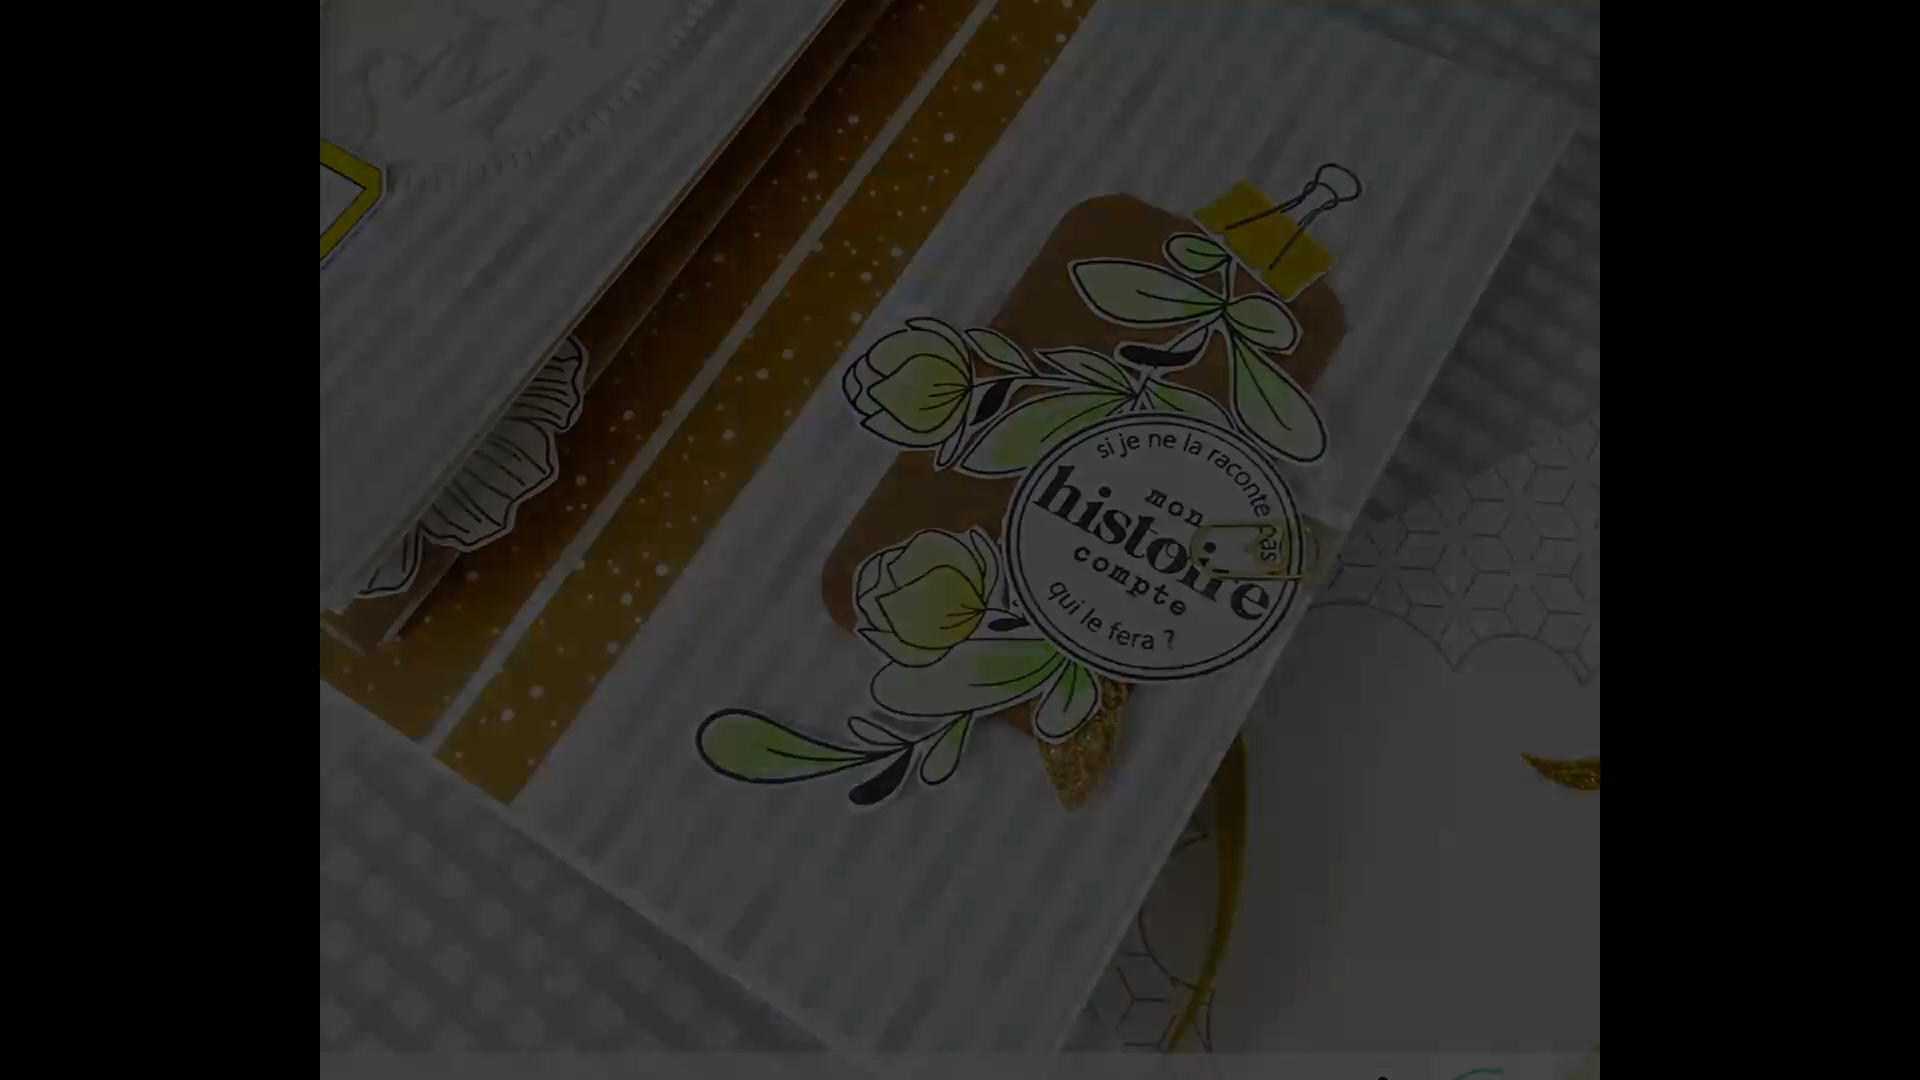 si je ne la raconte pas
mon
histoire
compte
qui le fera ?